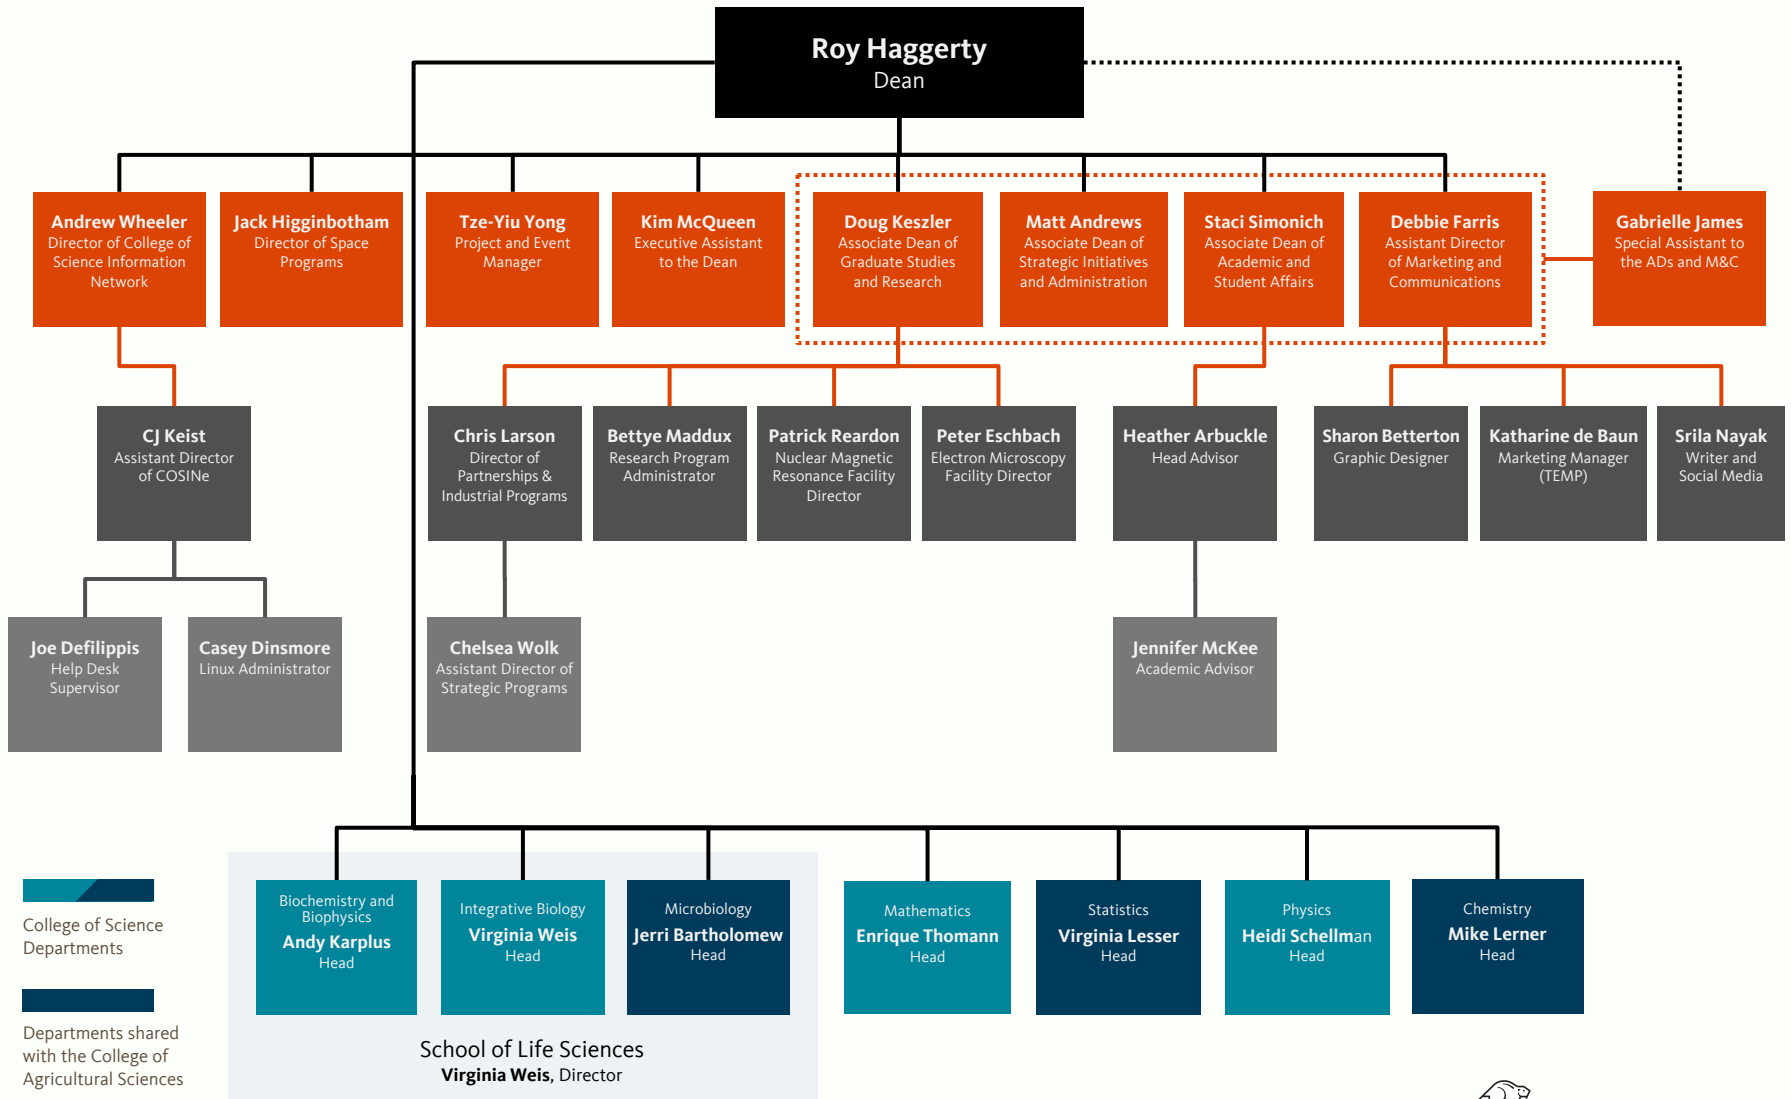 Roy Haggerty
Dean
Andrew Wheeler
Director of College of
Science Information
Network
Jack Higginbotham
Director of Space
Programs
Tze-Yiu Yong
Project and Event
Manager
Kim McQueen
Executive Assistant
to the Dean
Doug Keszler
Associate Dean of
Graduate Studies
and Research
Matt Andrews
Associate Dean of
Strategic Initiatives
and Administration
Staci Simonich
Associate Dean of
Academic and
Student Affairs
Debbie Farris
Assistant Director
of Marketing and
Communications
Gabrielle James
Special Assistant to
the ADs and M&C
CJ Keist
Assistant Director
of COSINe
Chris Larson
Director of
Partnerships &
Industrial Programs
Bettye Maddux
Research Program
Administrator
Patrick Reardon
Nuclear Magnetic
Resonance Facility
Director
Peter Eschbach
Electron Microscopy
Facility Director
Heather Arbuckle
Head Advisor
Sharon Betterton
Graphic Designer
Katharine de Baun
Marketing Manager
(TEMP)
Srila Nayak
Writer and
Social Media
Joe Defilippis
Help Desk
Supervisor
Casey Dinsmore
Linux Administrator
Chelsea Wolk
Assistant Director of
Strategic Programs
Jennifer McKee
Academic Advisor
Biochemistry and
Biophysics
Andy Karplus
Head
Integrative Biology
Virginia Weis
Head
Microbiology
Jerri Bartholomew
Head
Mathematics
Enrique Thomann
Head
Statistics
Virginia Lesser
Head
Physics
Heidi Schellman
Head
Chemistry
Mike Lerner
Head
College of Science
Departments
Departments shared
with the College of
Agricultural Sciences
School of Life Sciences
Virginia Weis, Director